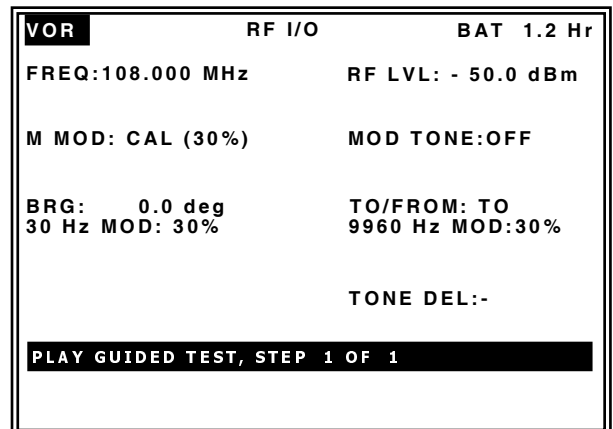 VOR RF I/O BAT 1.2 Hr
FREQ:108.000 MHz RF LVL: - 50.0 dBm
M MOD: CAL (30%) MOD TONE:OFF
BRG: 0.0 deg TO/FROM: TO
30 Hz MOD: 30% 9960 Hz MOD:30%
TONE DEL:-
PLAY GUIDED TEST, STEP 1 OF 1